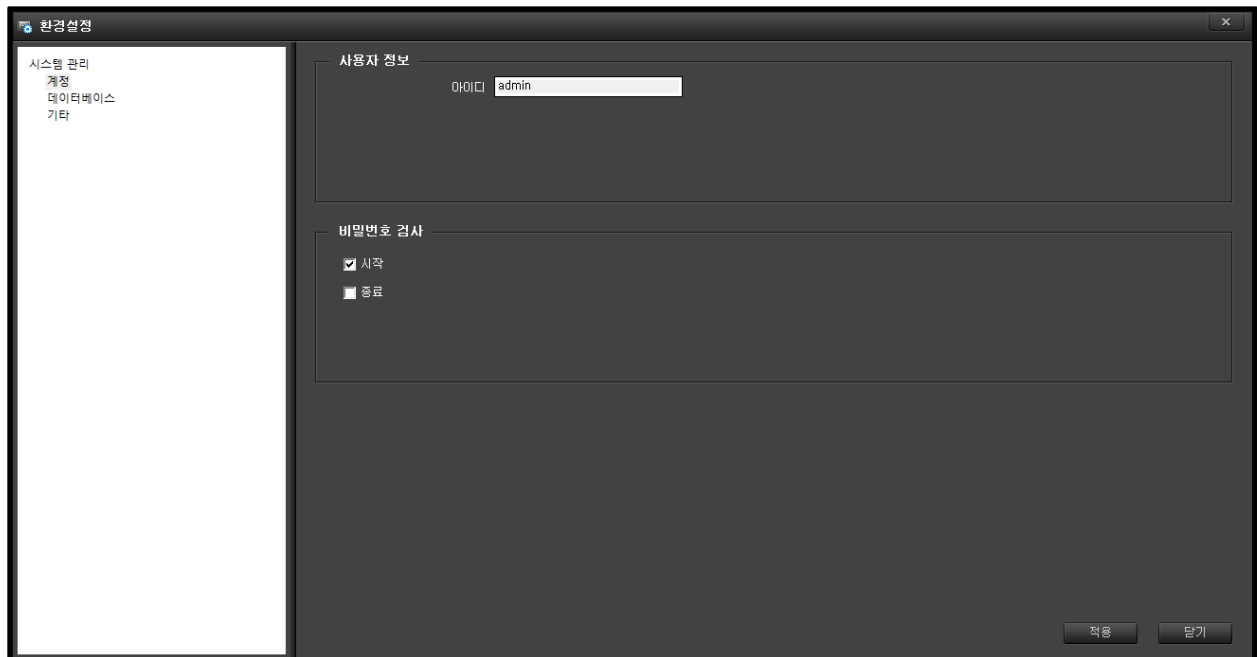 환경설정
시스템 관리
계정
데이터베이스
기타
사용자 정보
아이디 admin
비밀번호 검사
시작
종료
적용 닫기